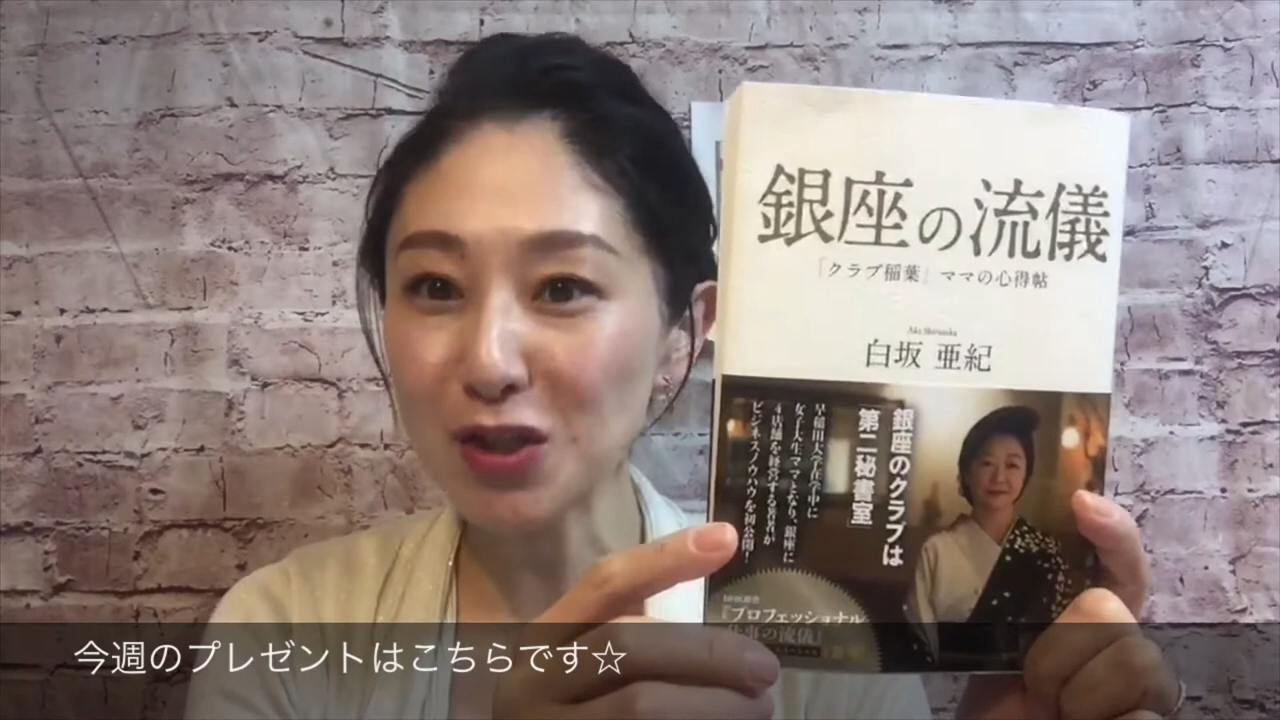 銀座の流儀
「クラブ稲葉」ママの心得帖
Aki Shirasaka
白坂 亜紀
銀座のクラブは
「第二秘書室」
早稲田大学在学中に
女子大生ママとなり、銀座に
4店舗を経営する著者が
ビジネスノウハウを初公開!
NHK総合
『プロフェッショナル
仕事の流儀』
今週のプレゼントはこちらです☆